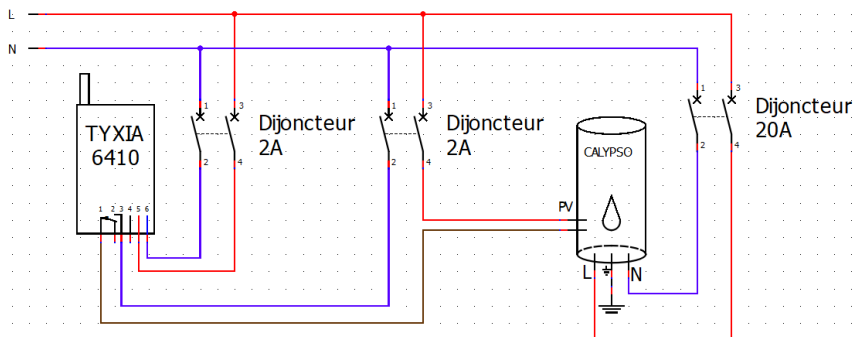 L
N
TYXIA
6410
1 2 3 4 5 6
1
3
2
4
Dijoncteur
2A
1
3
2
4
Dijoncteur
2A
CALYPSO
PV
L
N
1
3
2
4
Dijoncteur
20A